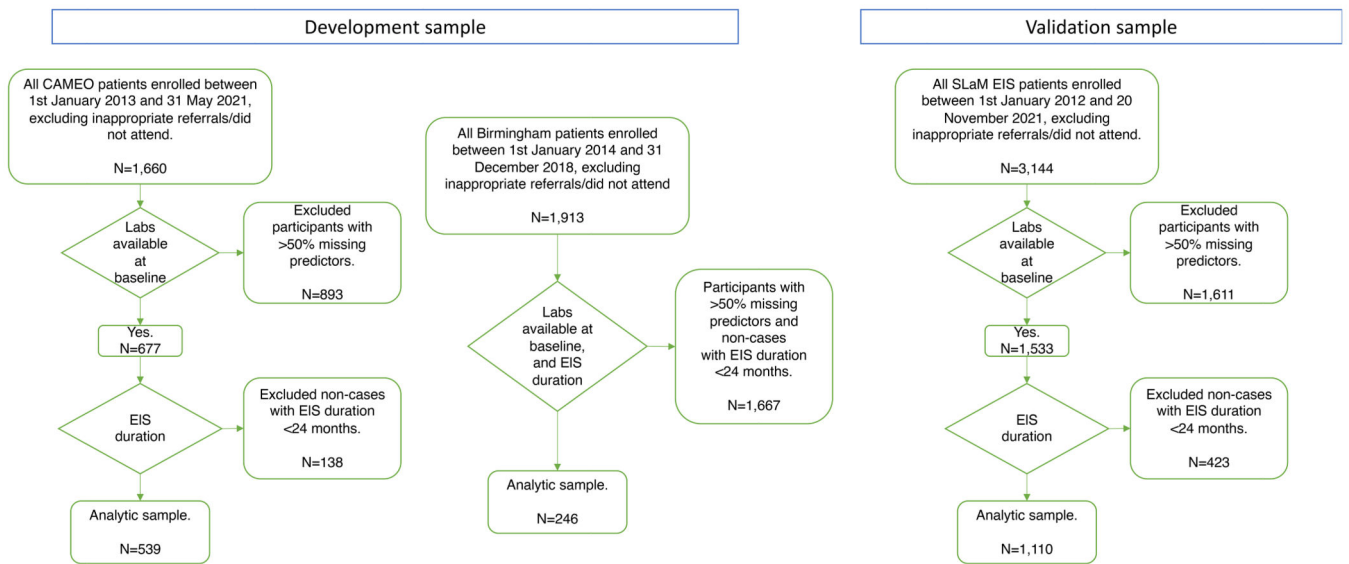 Development sample
All CAMEO patients enrolled between
1st January 2013 and 31 May 2021,
excluding inappropriate referrals/did
not attend.
N=1,660
Labs
available
at
baseline
Excluded
participants with
>50% missing
predictors.
N=893
Yes.
N=677
EIS
duration
Excluded non-cases
with EIS duration
<24 months.
N=138
Analytic sample.
N=539
All Birmingham patients enrolled
between 1st January 2014 and 31
December 2018, excluding
inappropriate referrals/did not attend
N=1,913
Labs
available at
baseline,
and EIS
duration
Participants with
>50% missing
predictors and
non-cases
with EIS duration
<24 months.
N=1,667
Analytic sample.
N=246
Validation sample
All SLaM EIS patients enrolled
between 1st January 2012 and 20
November 2021, excluding
inappropriate referrals/did not attend.
N=3,144
Labs
available
at
baseline
Excluded
participants with
>50% missing
predictors.
N=1,611
Yes.
N=1,533
EIS
duration
Excluded non-cases
with EIS duration
<24 months.
N=423
Analytic sample.
N=1,110